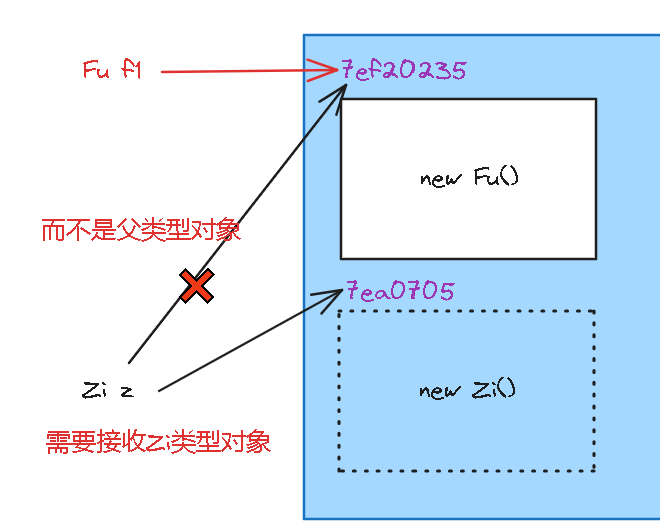 Fu f1
7ef20235
new Fu()
而不是父类型对象
7ea0705
Zi z
new Zi()
需要接收Zi类型对象